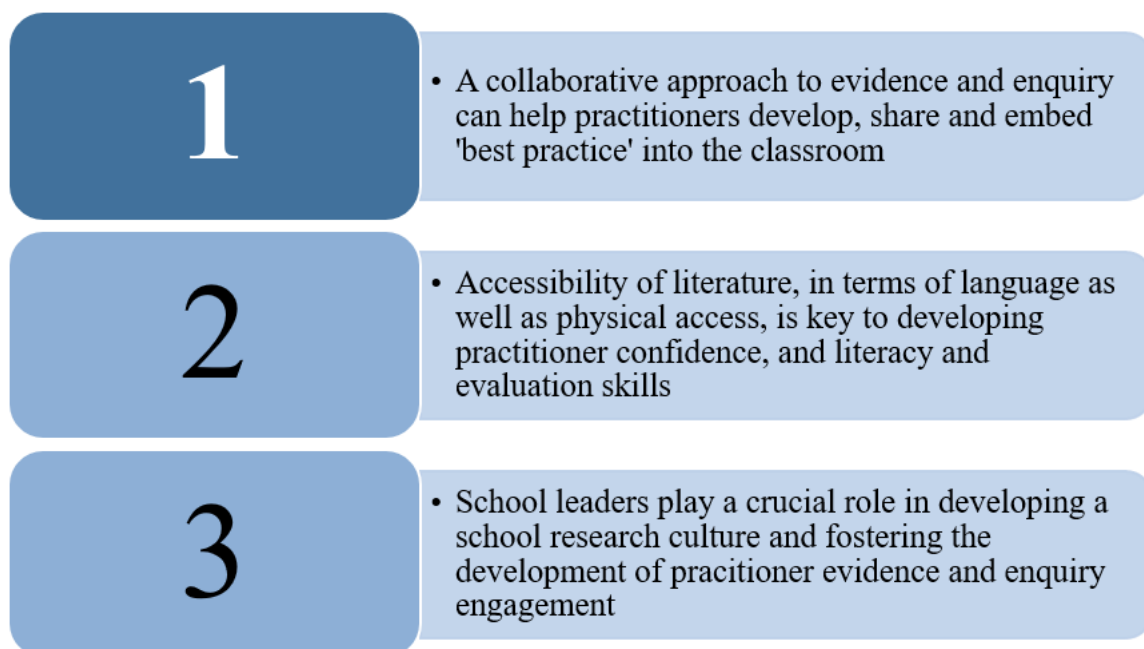 1
• A collaborative approach to evidence and enquiry
can help practitioners develop, share and embed
'best practice' into the classroom
2
• Accessibility of literature, in terms of language as
well as physical access, is key to developing
practitioner confidence, and literacy and
evaluation skills
3
• School leaders play a crucial role in developing a
school research culture and fostering the
development of pracitioner evidence and enquiry
engagement